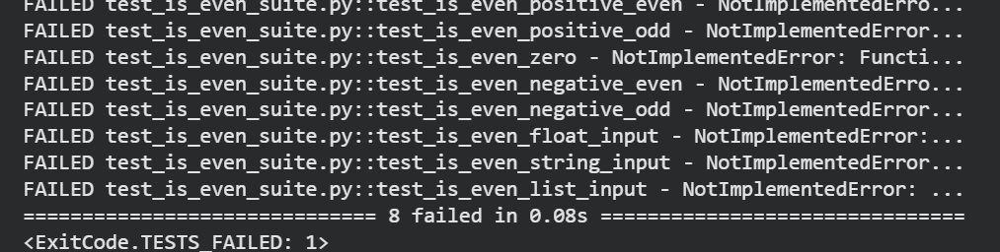 FAILED test_is_even_suite.py::test_is_even_positive_even - NotImplementedErro...
FAILED test_is_even_suite.py::test_is_even_positive_odd - NotImplementedError...
FAILED test_is_even_suite.py::test_is_even_zero - NotImplementedError: Functi...
FAILED test_is_even_suite.py::test_is_even_negative_even - NotImplementedErro...
FAILED test_is_even_suite.py::test_is_even_negative_odd - NotImplementedError...
FAILED test_is_even_suite.py::test_is_even_float_input - NotImplementedError:...
FAILED test_is_even_suite.py::test_is_even_string_input - NotImplementedError...
FAILED test_is_even_suite.py::test_is_even_list_input - NotImplementedError: ...
============================== 8 failed in 0.08s ===============================
<ExitCode.TESTS_FAILED: 1>